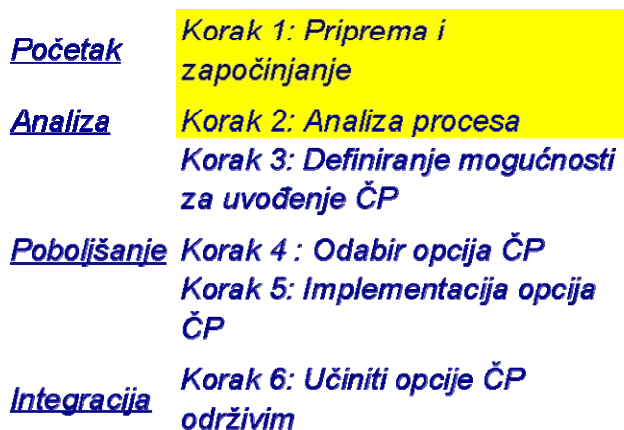 Početak
Korak 1: Priprema i
započinjanje
Analiza
Korak 2: Analiza procesa
Korak 3: Definiranje mogućnosti
za uvođenje ČP
Poboljšanje
Korak 4 : Odabir opcija ČP
Korak 5: Implementacija opcija
ČP
Integracija
Korak 6: Učiniti opcije ČP
održivim